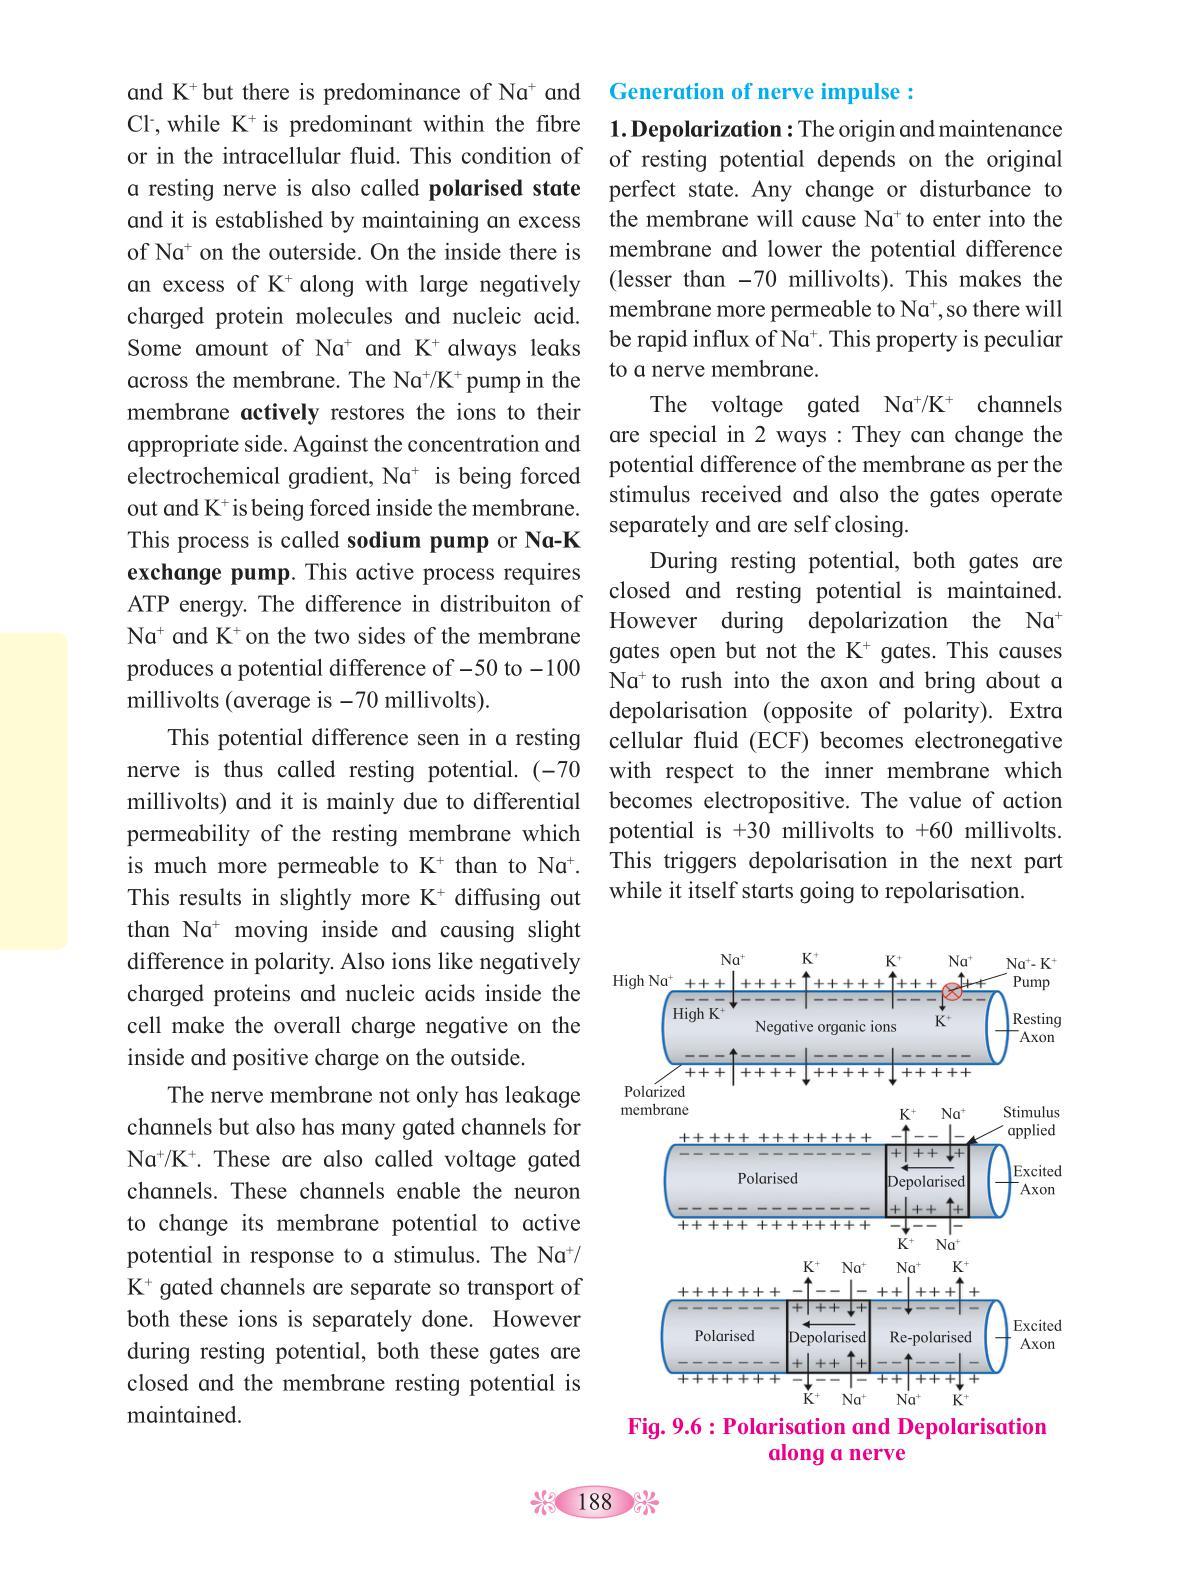 and K⁺ but there is predominance of Na⁺ and
Cl⁻, while K⁺ is predominant within the fibre
or in the intracellular fluid. This condition of
a resting nerve is also called polarised state
and it is established by maintaining an excess
of Na⁺ on the outerside. On the inside there is
an excess of K⁺ along with large negatively
charged protein molecules and nucleic acid.
Some amount of Na⁺ and K⁺ always leaks
across the membrane. The Na⁺/K⁺ pump in the
membrane actively restores the ions to their
appropriate side. Against the concentration and
electrochemical gradient, Na⁺ is being forced
out and K⁺ is being forced inside the membrane.
This process is called sodium pump or Na-K
exchange pump. This active process requires
ATP energy. The difference in distribuiton of
Na⁺ and K⁺ on the two sides of the membrane
produces a potential difference of –50 to –100
millivolts (average is –70 millivolts).
This potential difference seen in a resting
nerve is thus called resting potential. (–70
millivolts) and it is mainly due to differential
permeability of the resting membrane which
is much more permeable to K⁺ than to Na⁺.
This results in slightly more K⁺ diffusing out
than Na⁺ moving inside and causing slight
difference in polarity. Also ions like negatively
charged proteins and nucleic acids inside the
cell make the overall charge negative on the
inside and positive charge on the outside.
The nerve membrane not only has leakage
channels but also has many gated channels for
Na⁺/K⁺. These are also called voltage gated
channels. These channels enable the neuron
to change its membrane potential to active
potential in response to a stimulus. The Na⁺/
K⁺ gated channels are separate so transport of
both these ions is separately done. However
during resting potential, both these gates are
closed and the membrane resting potential is
maintained.
Generation of nerve impulse :
1. Depolarization : The origin and maintenance
of resting potential depends on the original
perfect state. Any change or disturbance to
the membrane will cause Na⁺ to enter into the
membrane and lower the potential difference
(lesser than –70 millivolts). This makes the
membrane more permeable to Na⁺, so there will
be rapid influx of Na⁺. This property is peculiar
to a nerve membrane.
The voltage gated Na⁺/K⁺ channels
are special in 2 ways : They can change the
potential difference of the membrane as per the
stimulus received and also the gates operate
separately and are self closing.
During resting potential, both gates are
closed and resting potential is maintained.
However during depolarization the Na⁺
gates open but not the K⁺ gates. This causes
Na⁺ to rush into the axon and bring about a
depolarisation (opposite of polarity). Extra
cellular fluid (ECF) becomes electronegative
with respect to the inner membrane which
becomes electropositive. The value of action
potential is +30 millivolts to +60 millivolts.
This triggers depolarisation in the next part
while it itself starts going to repolarisation.
Na⁺ K⁺ K⁺ Na⁺ Na⁺- K⁺
High Na⁺ +++ ++++ +++++ +++ ++ Pump
High K⁺
Negative organic ions K⁺
Resting
Axon
+++ ++++ +++++ +++++
Polarized
membrane
K⁺ Na⁺ Stimulus
applied
+++++ ++++++++
+ ++ +
Polarised Depolarised
Excited
Axon
+ ++ +
+++++ ++++++++
K⁺ Na⁺
K⁺ Na⁺ Na⁺ K⁺
+++++++ ++ ++++ +
+ ++ +
Polarised Depolarised Re-polarised
Excited
Axon
+ ++ +
+++++++ ++ ++++ +
K⁺ Na⁺ Na⁺ K⁺
Fig. 9.6 : Polarisation and Depolarisation
along a nerve
188